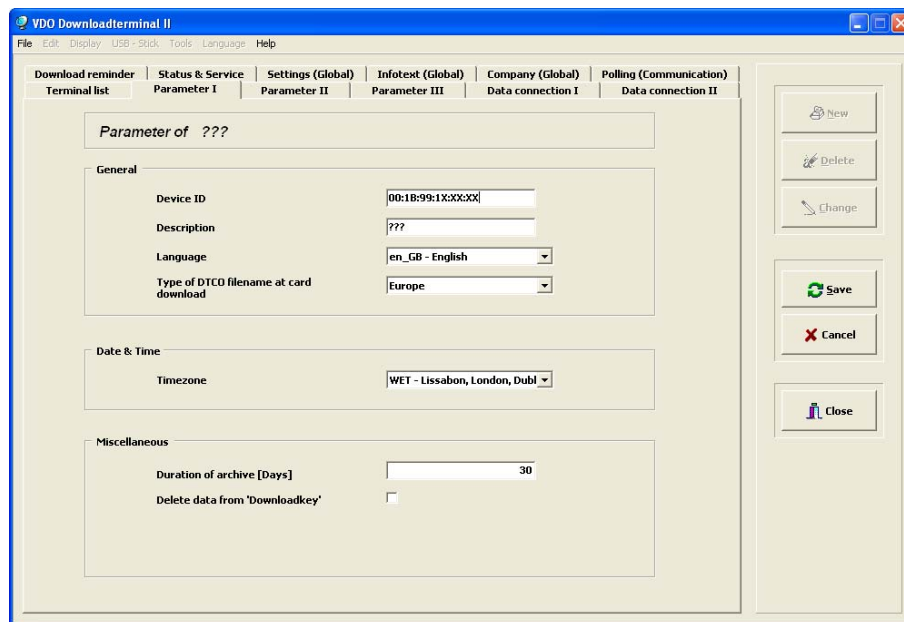 VDO Downloadterminal II
File Edit Display USB - Stick Tools Language Help
Download reminder Status & Service Settings (Global) Infotext (Global) Company (Global) Polling (Communication)
Terminal list Parameter I Parameter II Parameter III Data connection I Data connection II
Parameter of ???
General
Device ID 00:1B:99:1X:XX:XX
Description ???
Language en_GB - English
Type of DTCO filename at card
download
Europe
Date & Time
Timezone WET - Lissabon, London, Dubl
Miscellaneous
Duration of archive [Days] 30
Delete data from 'Downloadkey'
New
Delete
Change
Save
Cancel
Close